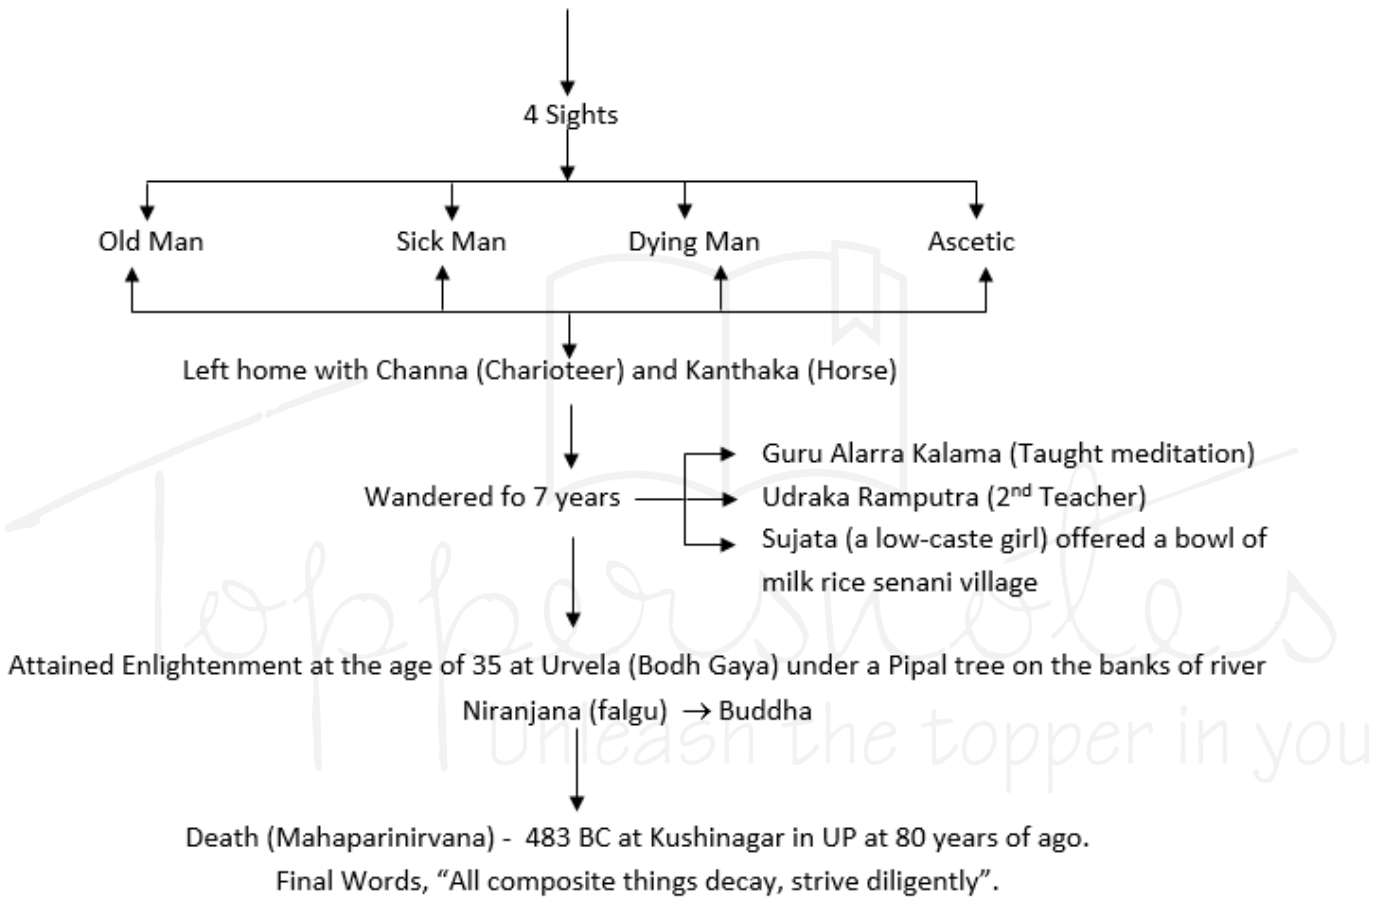 4 Sights
Old Man Sick Man Dying Man Ascetic
Left home with Channa (Charioteer) and Kanthaka (Horse)
Guru Alarra Kalama (Taught meditation)
Wandered fo 7 years Udraka Ramputra (2nd Teacher)
Sujata (a low-caste girl) offered a bowl of
milk rice senani village
Attained Enlightenment at the age of 35 at Urvela (Bodh Gaya) under a Pipal tree on the banks of river
Niranjana (falgu) → Buddha
Death (Mahaparinirvana) - 483 BC at Kushinagar in UP at 80 years of ago.
Final Words, “All composite things decay, strive diligently”.
Toppersnotes
Unleash the topper in you